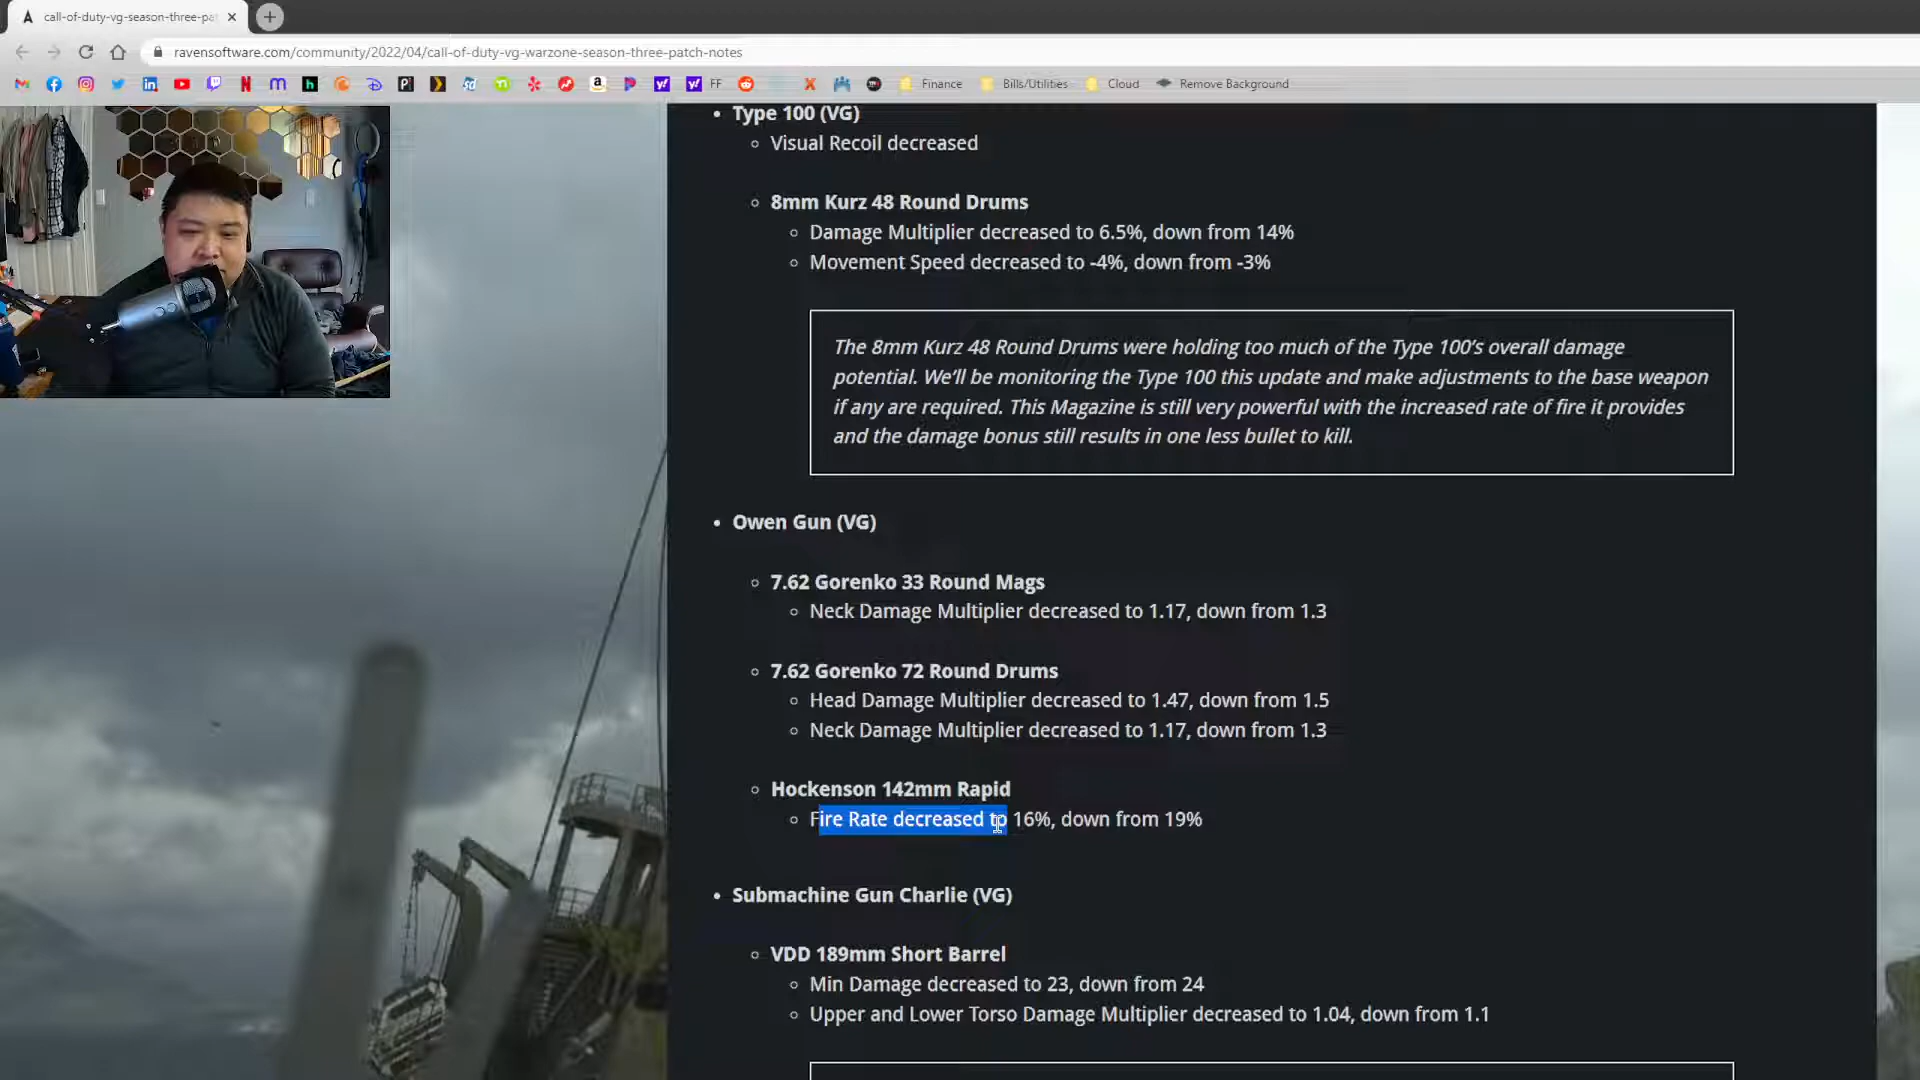 call-of-duty-vg-season-three-pat
ravensoftware.com/community/2022/04/call-of-duty-vg-warzone-season-three-patch-notes
FF Finance Bills/Utilities Cloud Remove Background
• Type 100 (VG)
Visual Recoil decreased
8mm Kurz 48 Round Drums
Damage Multiplier decreased to 6.5%, down from 14%
Movement Speed decreased to -4%, down from -3%
The 8mm Kurz 48 Round Drums were holding too much of the Type 100's overall damage
potential. We'll be monitoring the Type 100 this update and make adjustments to the base weapon
if any are required. This Magazine is still very powerful with the increased rate of fire it provides
and the damage bonus still results in one less bullet to kill.
• Owen Gun (VG)
7.62 Gorenko 33 Round Mags
Neck Damage Multiplier decreased to 1.17, down from 1.3
7.62 Gorenko 72 Round Drums
Head Damage Multiplier decreased to 1.47, down from 1.5
Neck Damage Multiplier decreased to 1.17, down from 1.3
Hockenson 142mm Rapid
Fire Rate decreased to 16%, down from 19%
• Submachine Gun Charlie (VG)
VDD 189mm Short Barrel
Min Damage decreased to 23, down from 24
Upper and Lower Torso Damage Multiplier decreased to 1.04, down from 1.1